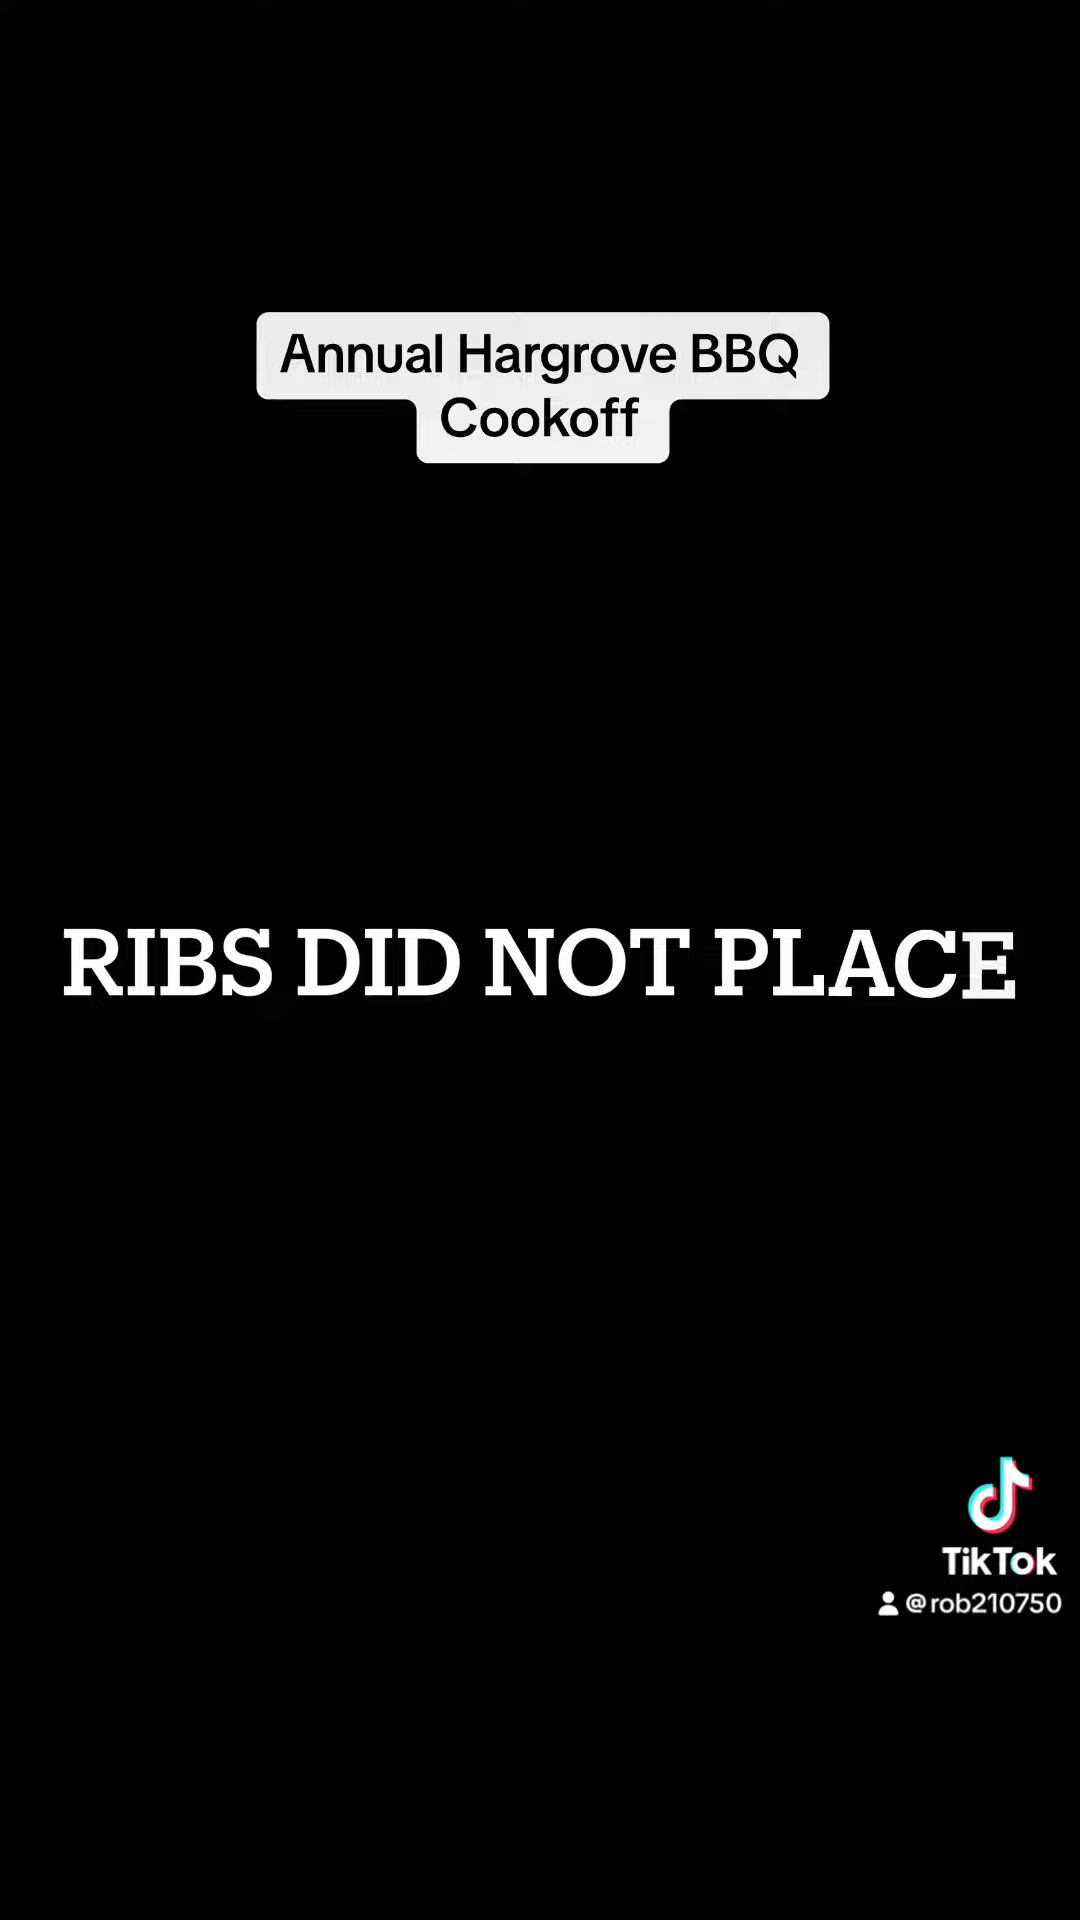 Annual Hargrove BBQ
Cookoff
RIBS DID NOT PLACE
TikTok
@rob210750